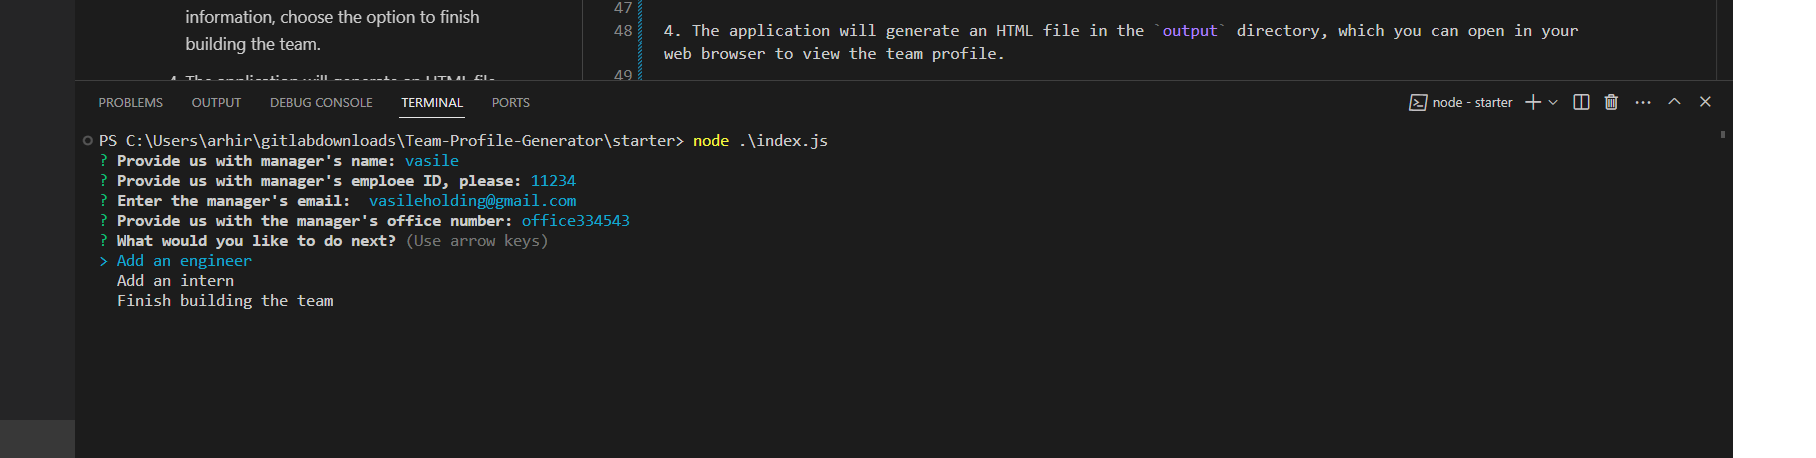 information, choose the option to finish
building the team.
4. The application will generate an HTML file
47
48 4. The application will generate an HTML file in the `output` directory, which you can open in your
web browser to view the team profile.
49
PROBLEMS OUTPUT DEBUG CONSOLE TERMINAL PORTS node - starter
PS C:\Users\arhir\gitlabdownloads\Team-Profile-Generator\starter> node .\index.js
? Provide us with manager's name: vasile
? Provide us with manager's emploee ID, please: 11234
? Enter the manager's email:  vasileholding@gmail.com
? Provide us with the manager's office number: office334543
? What would you like to do next? (Use arrow keys)
> Add an engineer
Add an intern
Finish building the team